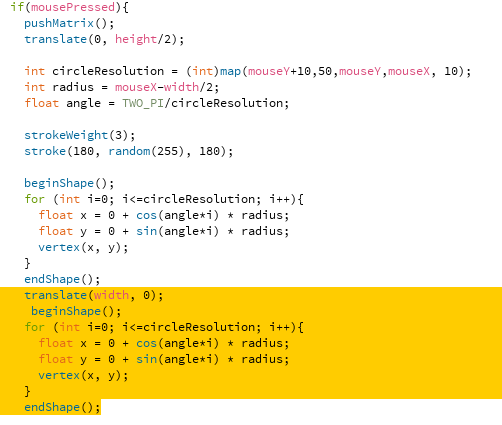 if(mousePressed){
pushMatrix();
translate(0, height/2);
int circleResolution = (int)map(mouseY+10,50,mouseY,mouseX, 10);
int radius = mouseX-width/2;
float angle = TWO_PI/circleResolution;
strokeWeight(3);
stroke(180, random(255), 180);
beginShape();
for (int i=0; i<=circleResolution; i++){
float x = 0 + cos(angle*i) * radius;
float y = 0 + sin(angle*i) * radius;
vertex(x, y);
}
endShape();
translate(width, 0);
beginShape();
for (int i=0; i<=circleResolution; i++){
float x = 0 + cos(angle*i) * radius;
float y = 0 + sin(angle*i) * radius;
vertex(x, y);
}
endShape();